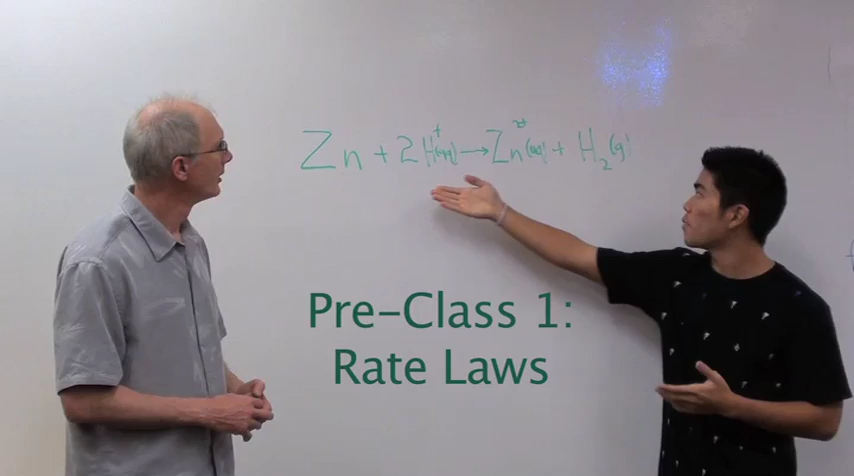 Zn + 2H⁺(aq) → Zn²⁺(aq) + H₂(g)
Pre-Class 1:
Rate Laws